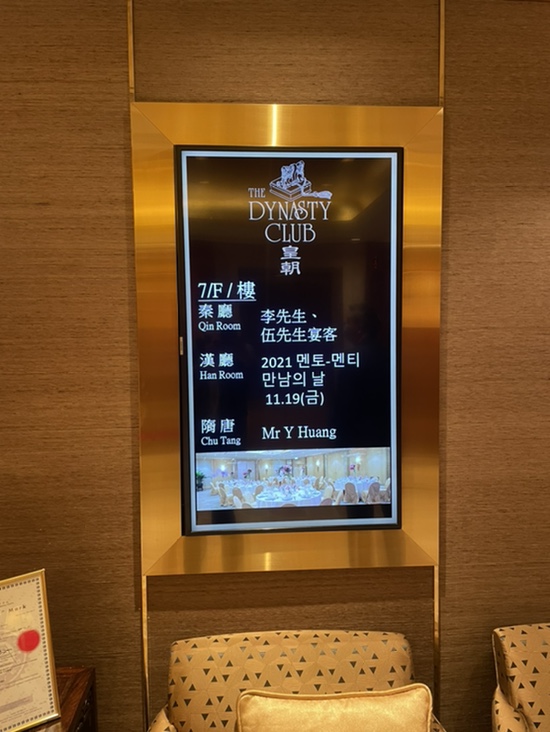 THE
DYNASTY
CLUB
皇
朝
7/F / 樓
秦廳
Qin Room
李先生、
伍先生宴客
漢廳
Han Room
2021 멘토-멘티
만남의 날
11.19(금)
隋唐
Chu Tang
Mr Y Huang